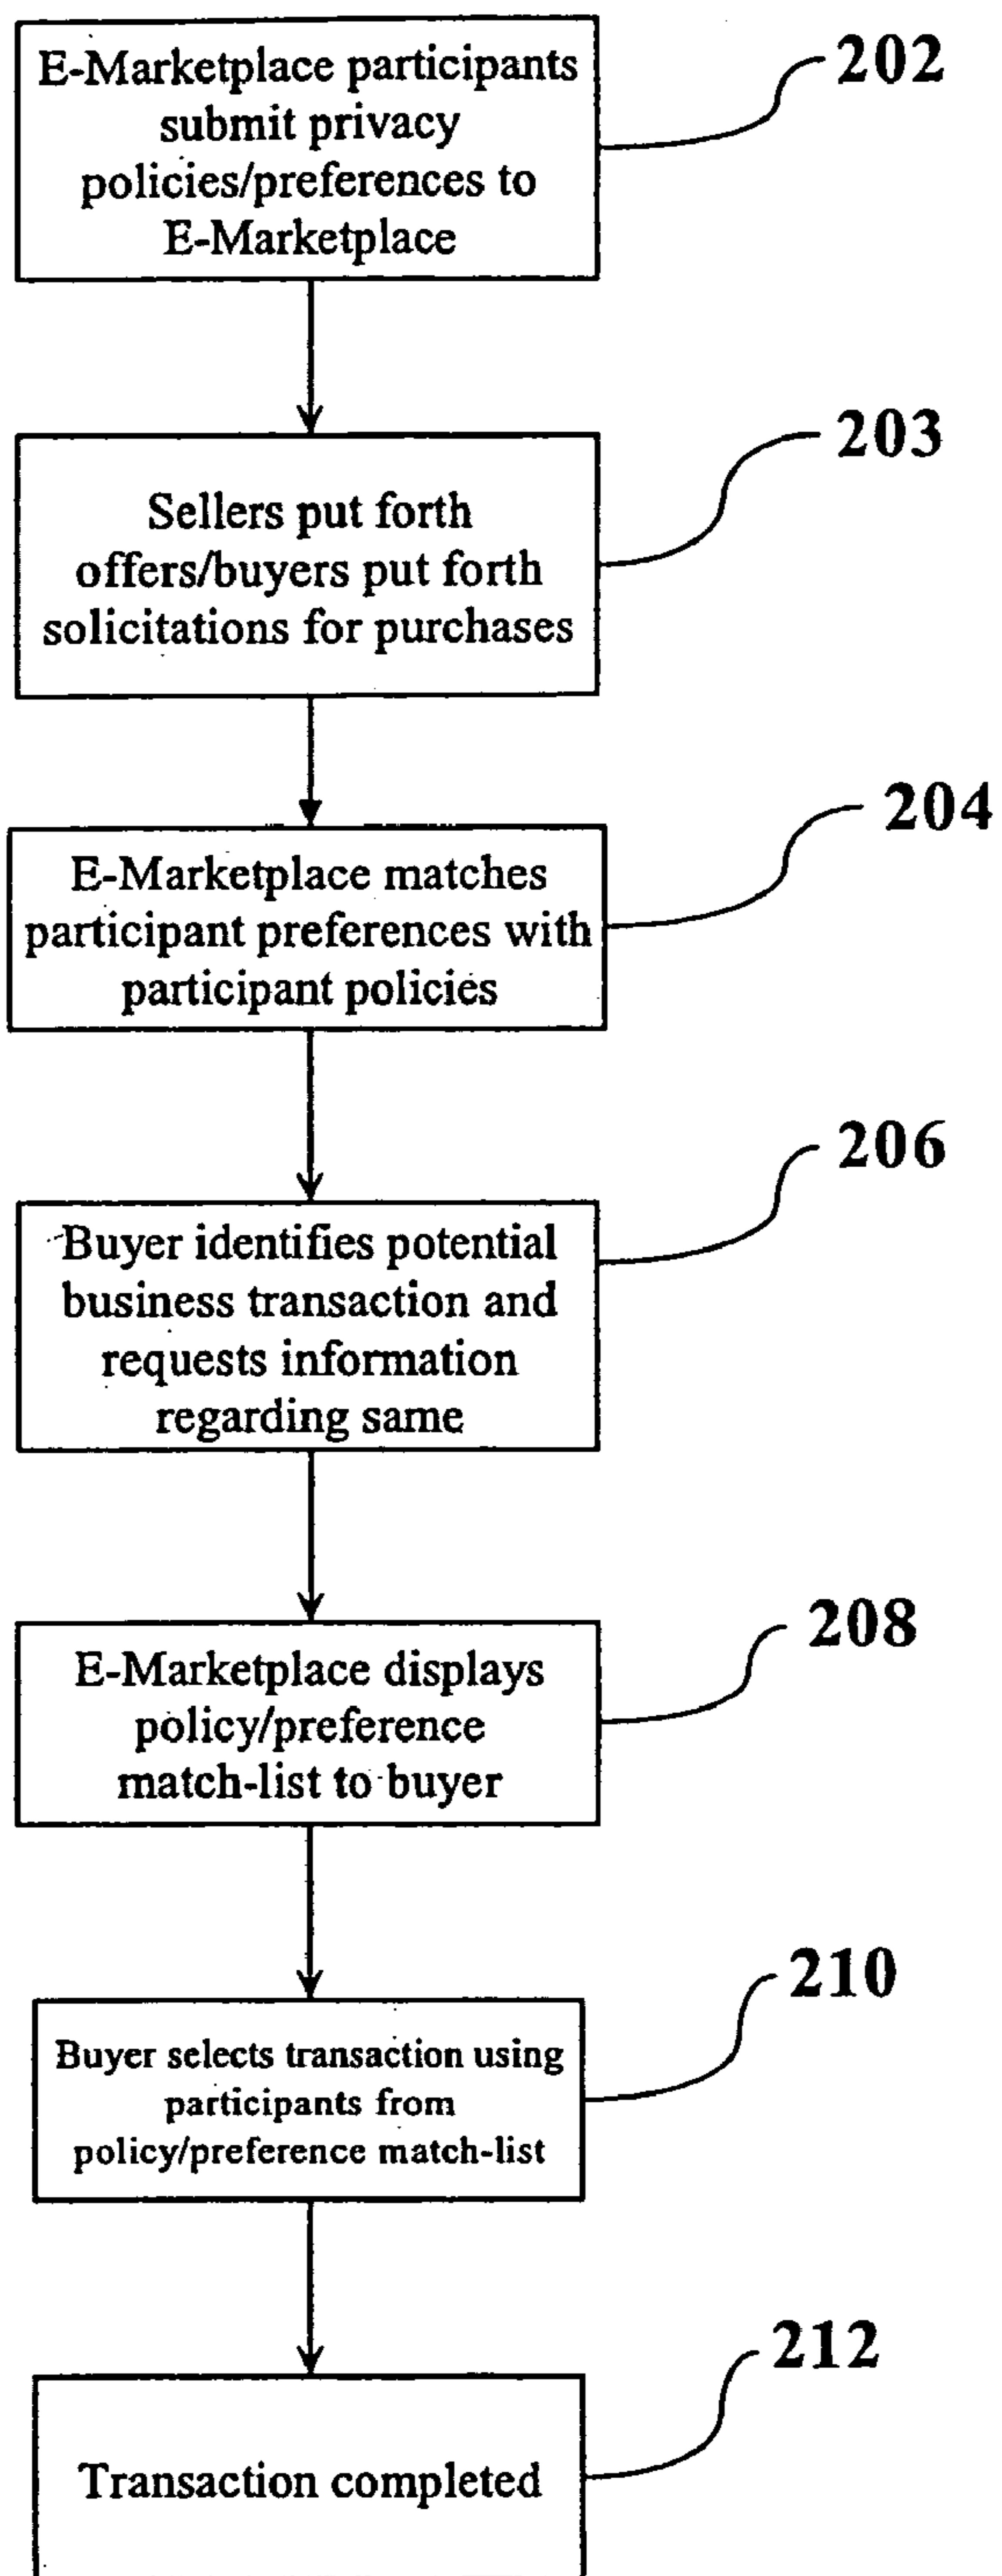 E-Marketplace participants
submit privacy
policies/preferences to
E-Marketplace
202
Sellers put forth
offers/buyers put forth
solicitations for purchases
203
E-Marketplace matches
participant preferences with
participant policies
204
Buyer identifies potential
business transaction and
requests information
regarding same
206
E-Marketplace displays
policy/preference
match-list to buyer
208
Buyer selects transaction using
participants from
policy/preference match-list
210
Transaction completed
212